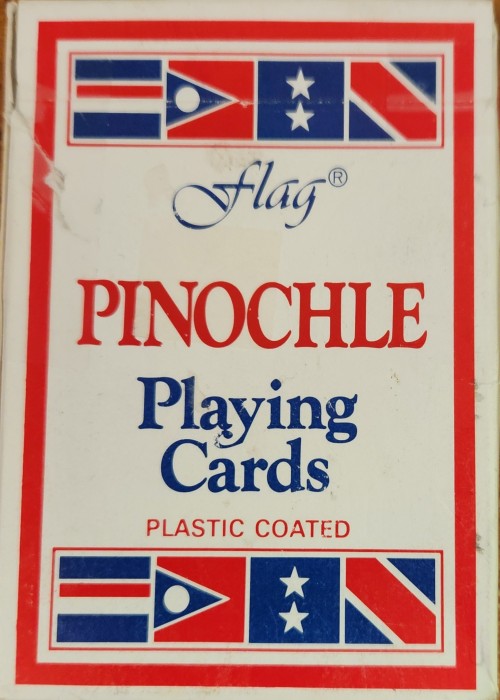 flag®
PINOCHLE
Playing
Cards
PLASTIC COATED